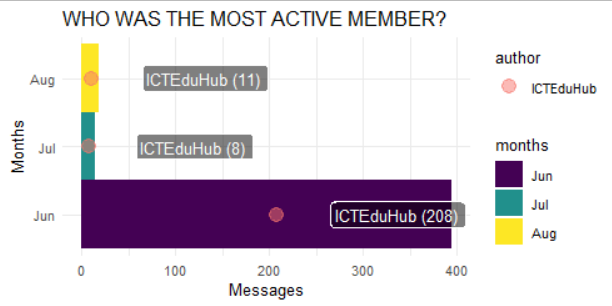 WHO WAS THE MOST ACTIVE MEMBER?
Months
Aug
Jul
Jun
ICTEduHub (11)
ICTEduHub (8)
ICTEduHub (208)
0 100 200 300 400
Messages
author
ICTEduHub
months
Jun
Jul
Aug